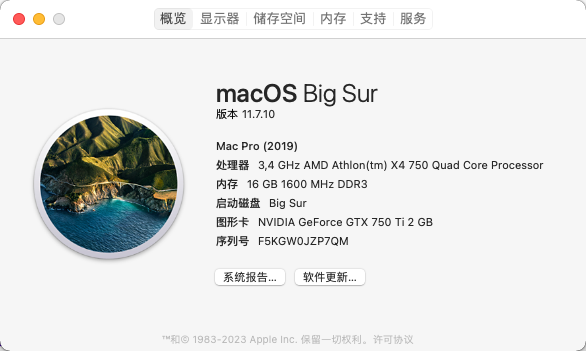 概览 显示器 储存空间 内存 支持 服务
macOS Big Sur
版本 11.7.10
Mac Pro (2019)
处理器 3,4 GHz AMD Athlon(tm) X4 750 Quad Core Processor
内存 16 GB 1600 MHz DDR3
启动磁盘 Big Sur
图形卡 NVIDIA GeForce GTX 750 Ti 2 GB
序列号 F5KGW0JZP7QM
系统报告... 软件更新...
™和© 1983-2023 Apple Inc. 保留一切权利。许可协议